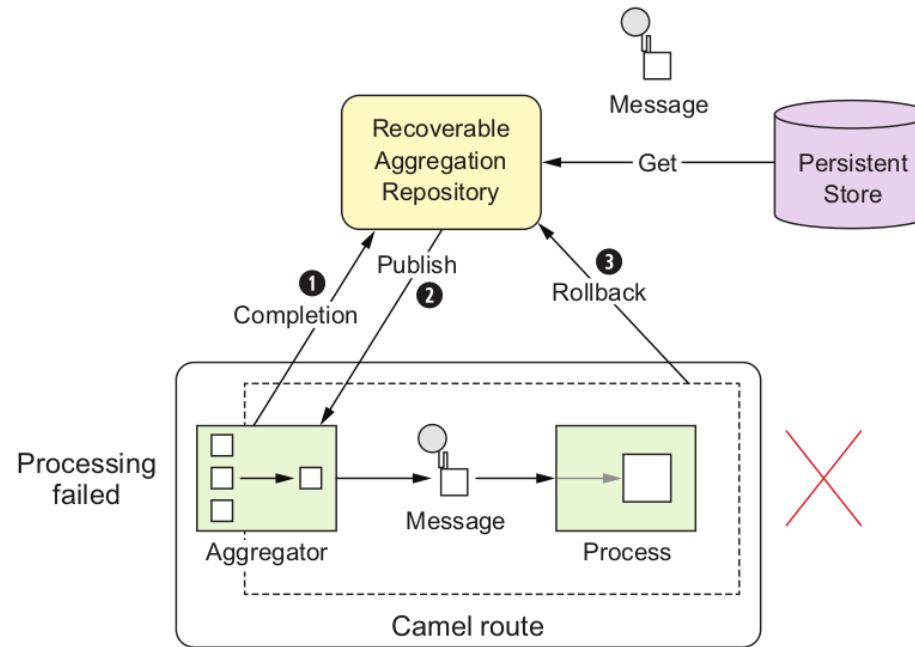 Message
Recoverable
Aggregation
Repository
Get
Persistent
Store
1
Completion
Publish
2
3
Rollback
Processing
failed
Aggregator
Message
Process
Camel route